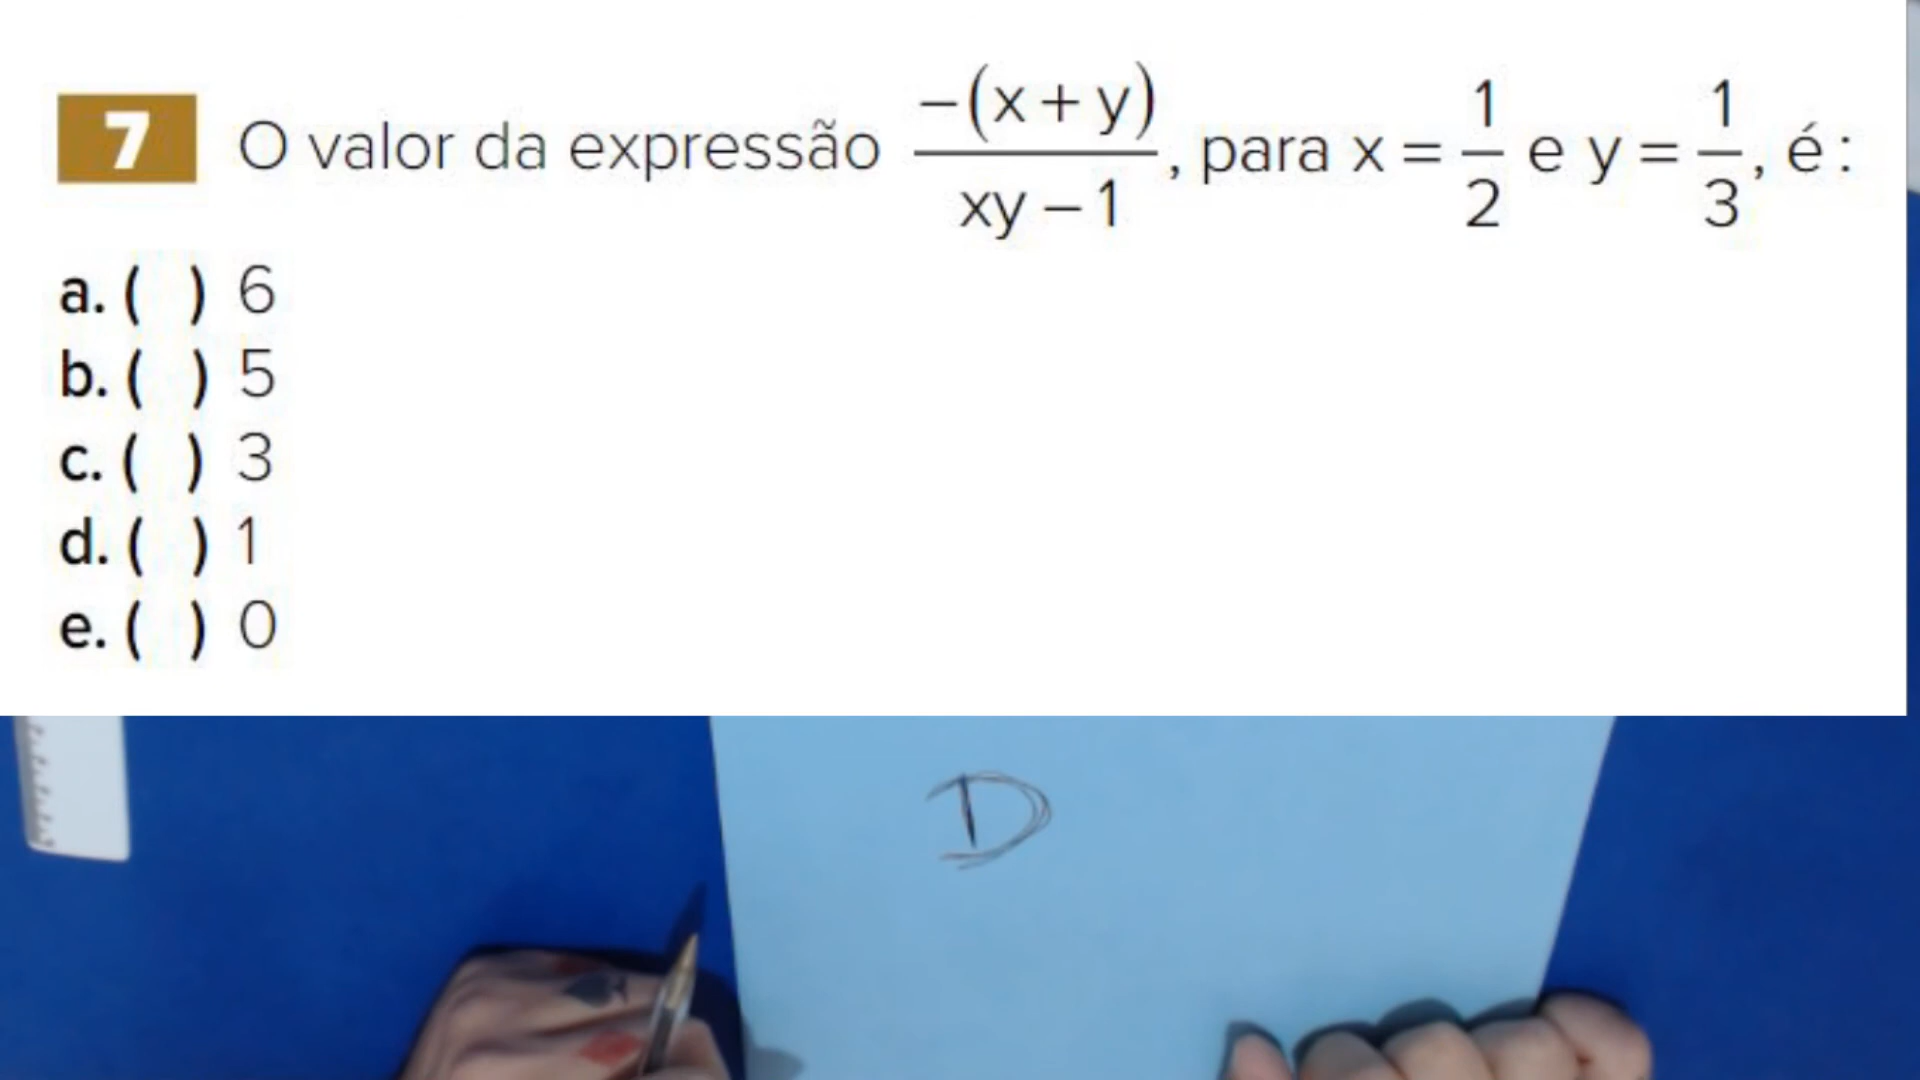 7 O valor da expressão -(x+y)/xy-1, para x = 1/2 e y = 1/3, é:
a. ( ) 6
b. ( ) 5
c. ( ) 3
d. ( ) 1
e. ( ) 0
D